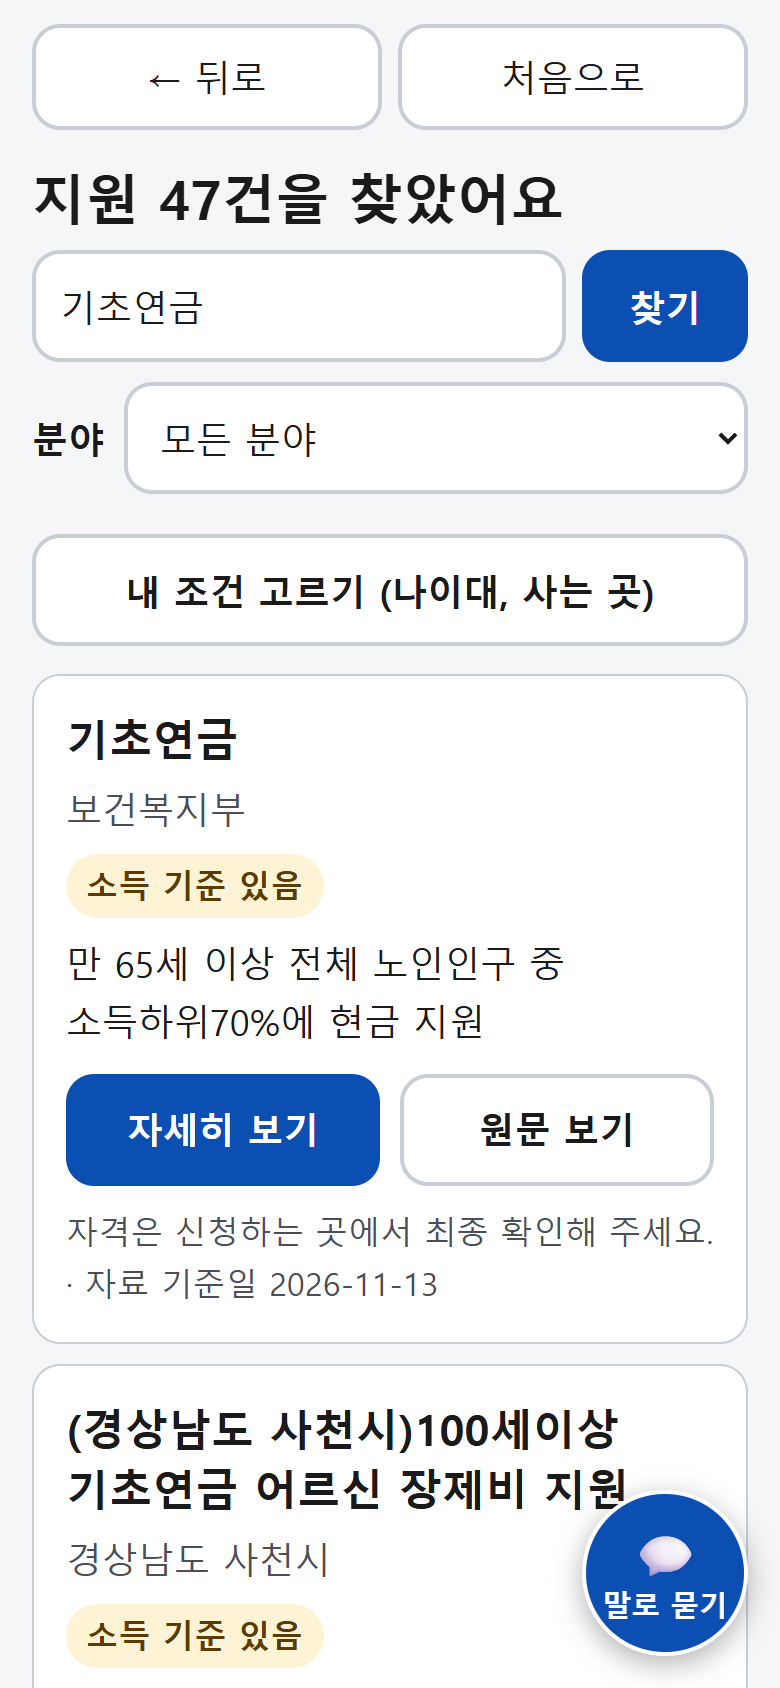 ← 뒤로
처음으로
지원 47건을 찾았어요
기초연금
찾기
분야
모든 분야
내 조건 고르기 (나이대, 사는 곳)
기초연금
보건복지부
소득 기준 있음
만 65세 이상 전체 노인인구 중
소득하위70%에 현금 지원
자세히 보기
원문 보기
자격은 신청하는 곳에서 최종 확인해 주세요.
· 자료 기준일 2026-11-13
(경상남도 사천시)100세이상
기초연금 어르신 장제비 지원
경상남도 사천시
소득 기준 있음
말로 묻기